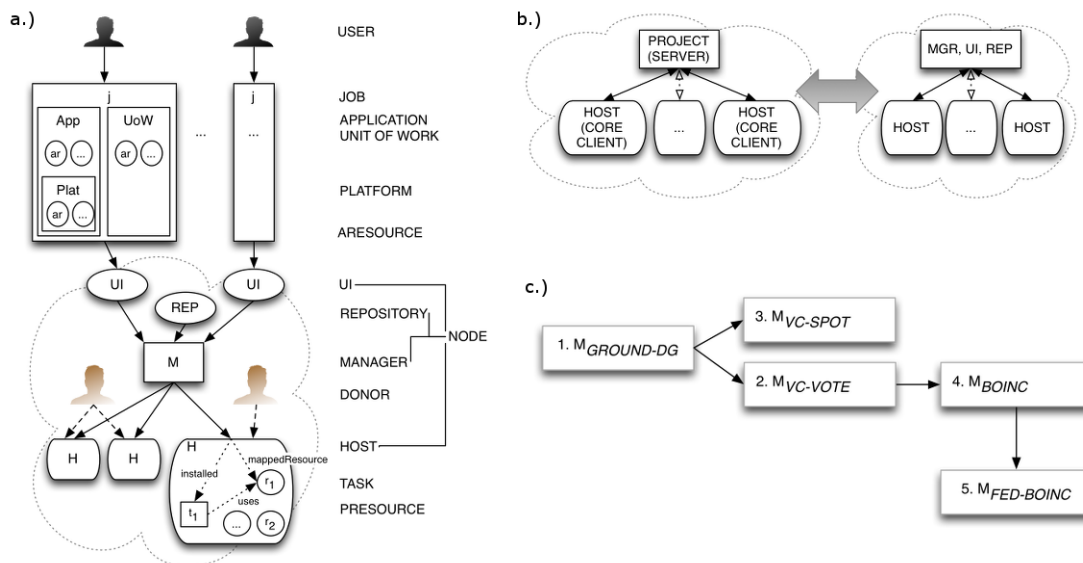 a.)
USER
j
j
JOB
App
UoW
...
...
APPLICATION
UNIT OF WORK
ar
...
ar
...
Plat
ar
...
PLATFORM
ARESOURCE
UI
UI
UI
REP
REPOSITORY
NODE
M
MANAGER
DONOR
H
H
H
HOST
mappedResource
installed
r1
TASK
uses
t1
...
r2
PRESOURCE
b.)
PROJECT
(SERVER)
HOST
(CORE
CLIENT)
...
HOST
(CORE
CLIENT)
MGR, UI, REP
HOST
...
HOST
c.)
1. MGROUND-DG
3. MVC-SPOT
2. MVC-VOTE
4. MBOINC
5. MFED-BOINC